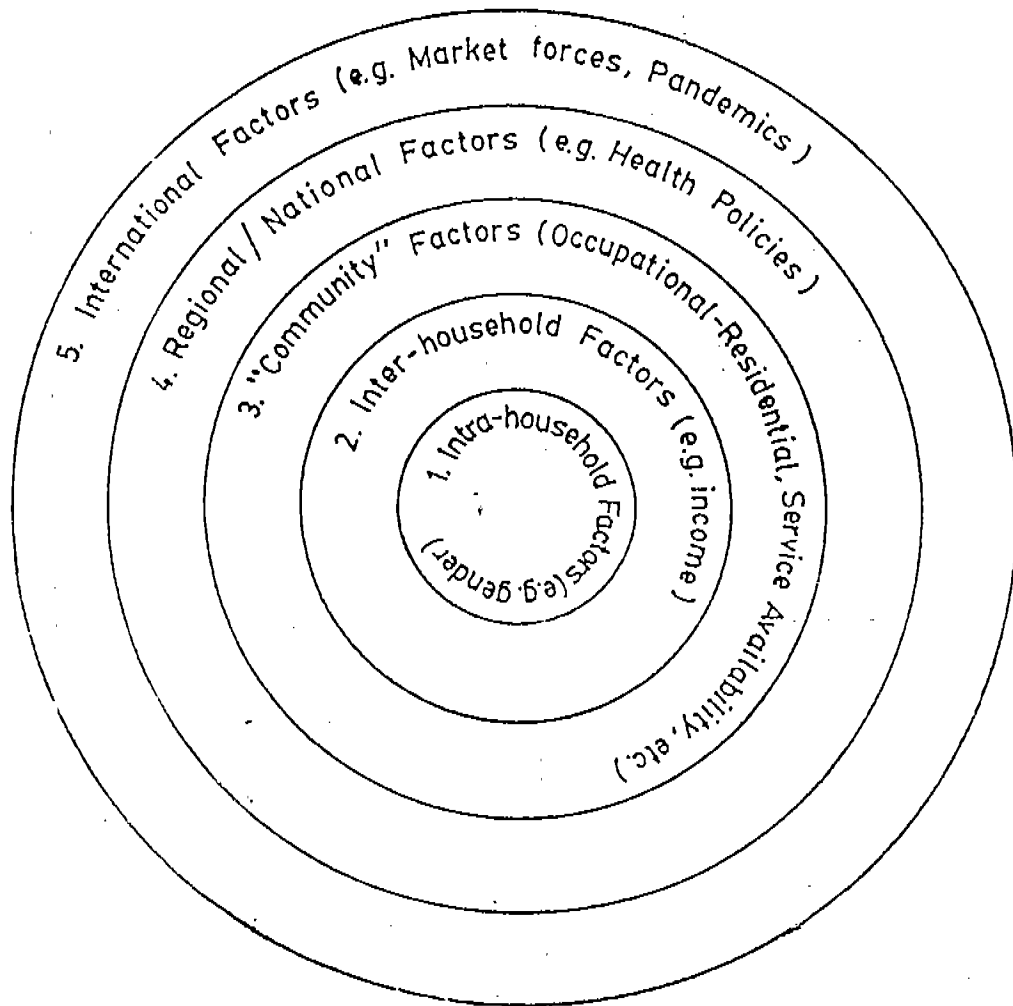 5. International Factors (e.g. Market forces, Pandemics)
4. Regional/National Factors (e.g. Health Policies)
3. "Community" Factors (Occupational-Residential, Service Availability, etc.)
2. Inter-household Factors (e.g. income)
1. Intra-household Factors (e.g. gender)